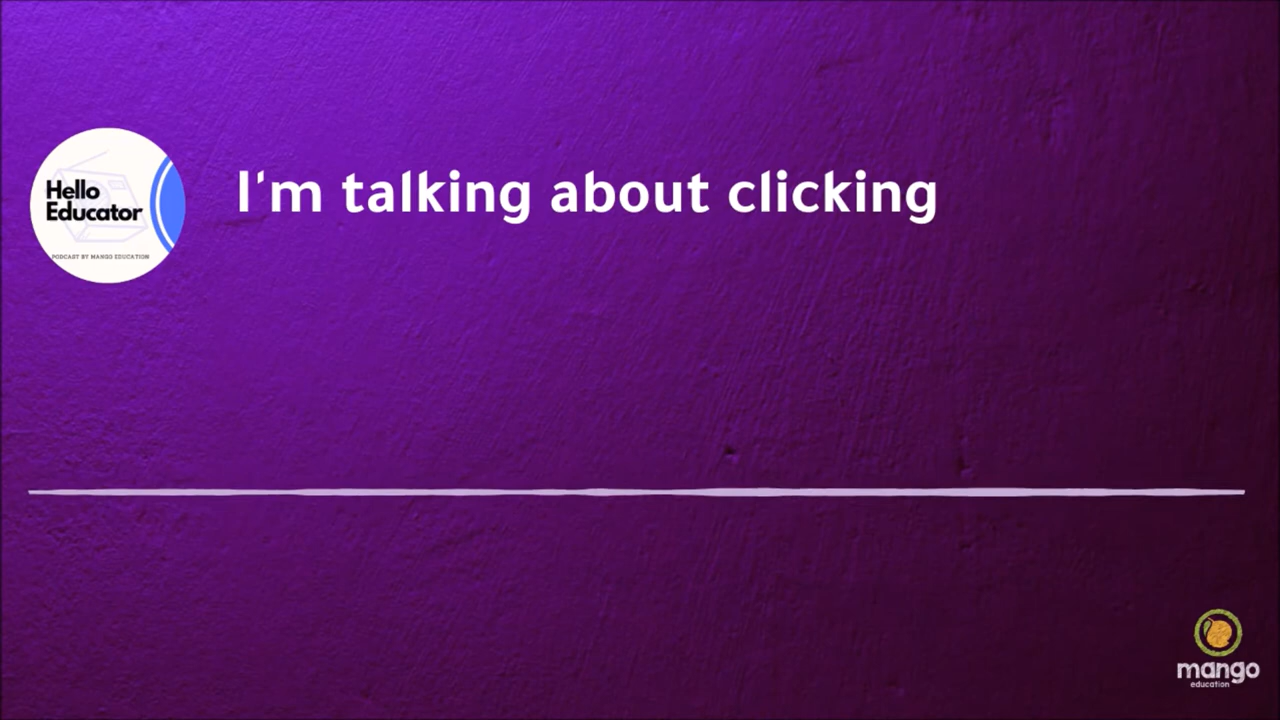 Hello
Educator
PODCAST BY MANGO EDUCATION
I'm talking about clicking
mango
education